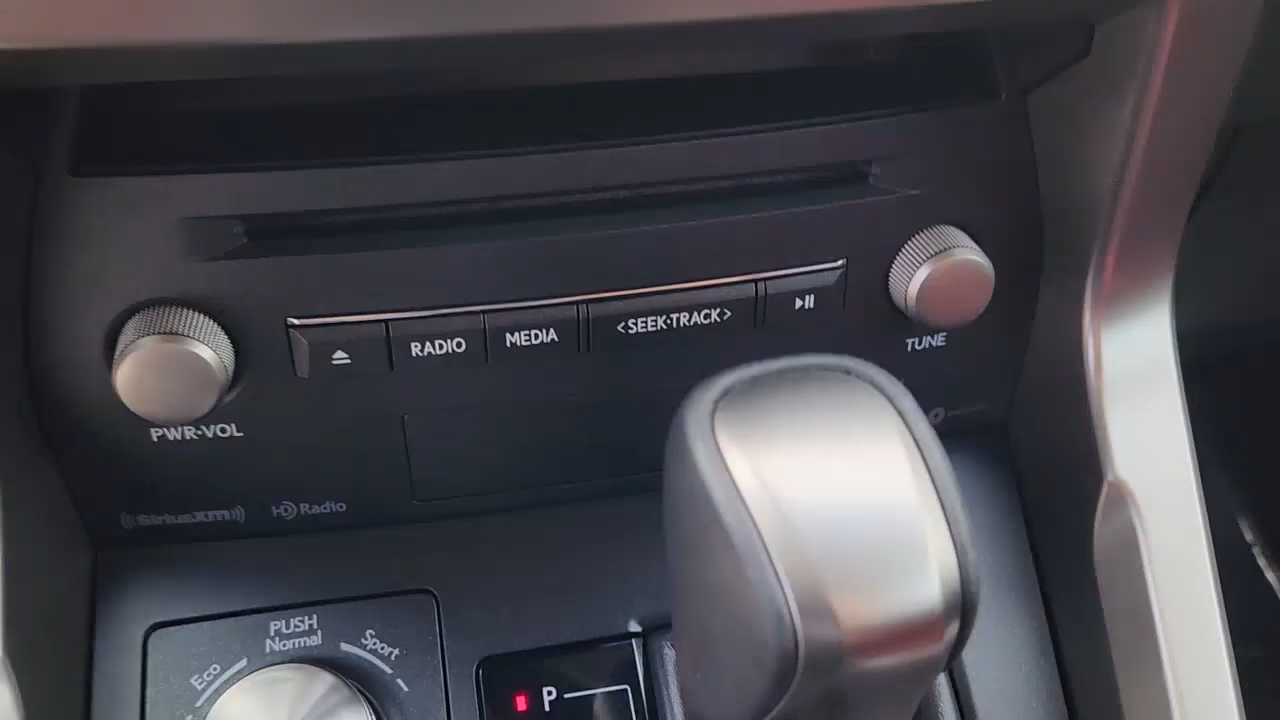 RADIO
MEDIA
<SEEK·TRACK>
TUNE
PWR·VOL
SiriusXM
HD Radio
PUSH
Normal
Eco
Sport
P